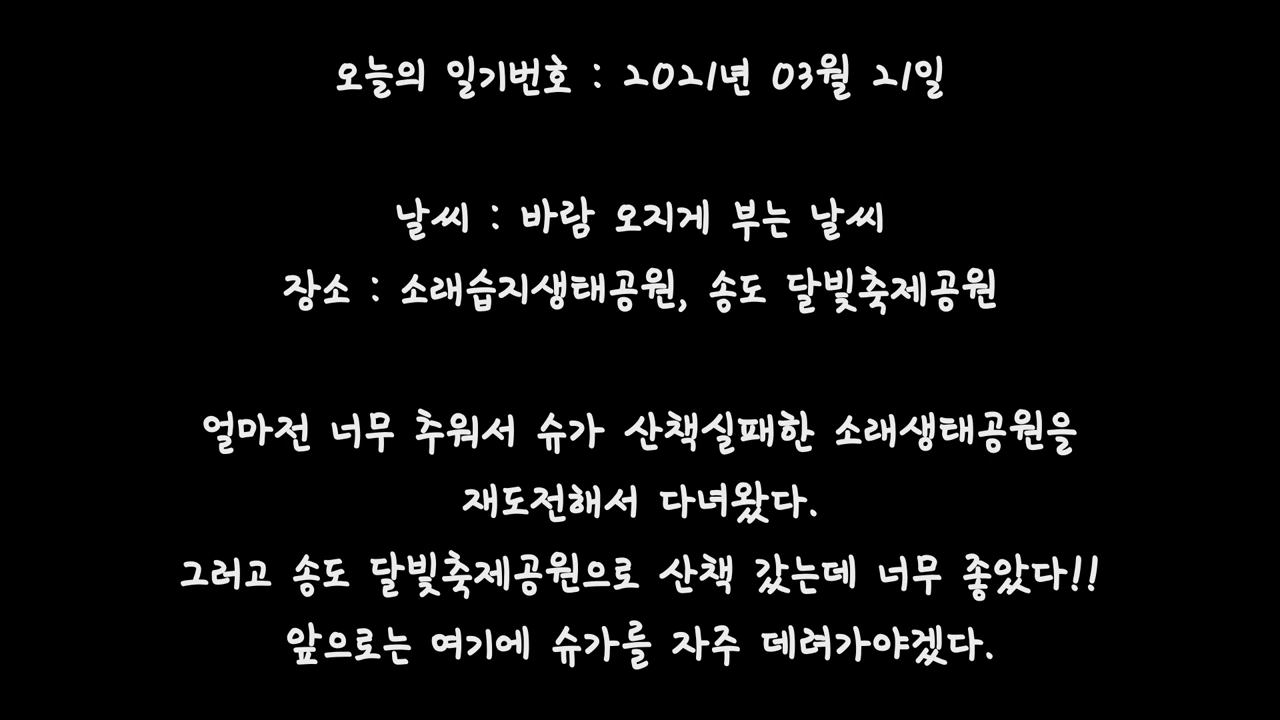 오늘의 일기번호 : 2021년 03월 21일
날씨 : 바람 오지게 부는 날씨
장소 : 소래습지생태공원, 송도 달빛축제공원
얼마전 너무 추워서 슈가 산책실패한 소래생태공원을
재도전해서 다녀왔다.
그러고 송도 달빛축제공원으로 산책 갔는데 너무 좋았다!!
앞으로는 여기에 슈가를 자주 데려가야겠다.